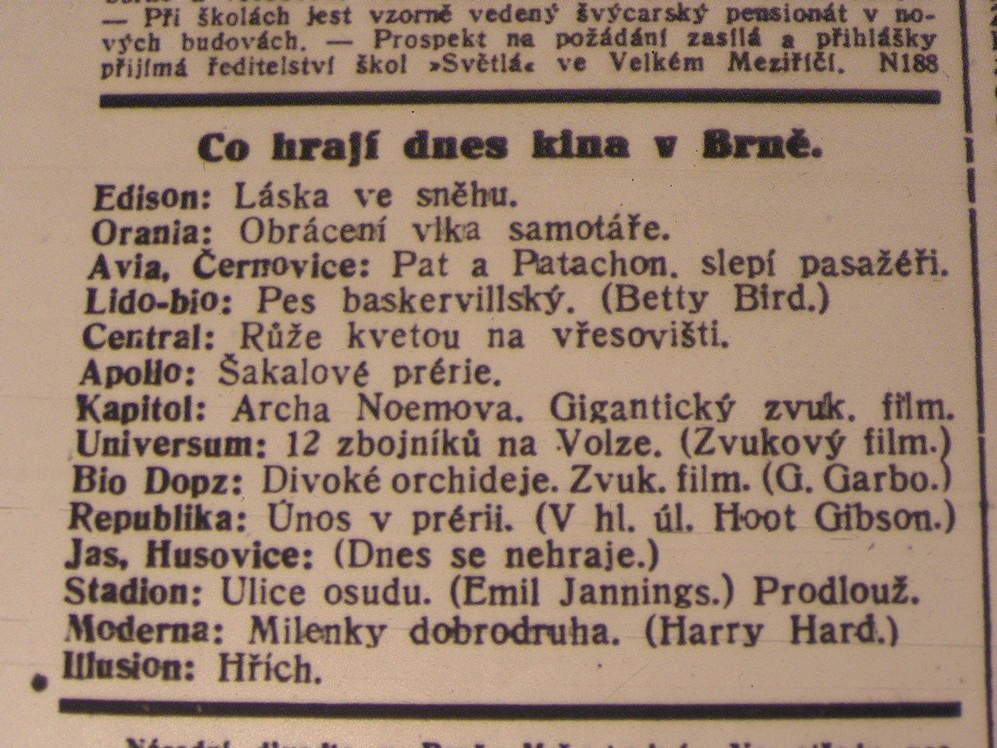 — Při školách jest vzorně vedený švýcarský pensionát v no-
vých budovách. — Prospekt na požádání zasílá a přihlášky
přijímá ředitelství škol »Světlá« ve Velkém Meziříčí. N188
Co hrají dnes kina v Brně.
Edison: Láska ve sněhu.
Orania: Obrácení vlka samotáře.
Avia, Černovice: Pat a Patachon. slepí pasažéři.
Lido-bio: Pes baskervillský. (Betty Bird.)
Central: Růže kvetou na vřesovišti.
Apollo: Šakalové prérie.
Kapitol: Archa Noemova. Gigantický zvuk. film.
Universum: 12 zbojníků na Volze. (Zvukový film.)
Bio Dopz: Divoké orchideje. Zvuk. film. (G. Garbo.)
Republika: Únos v prérii. (V hl. úl. Hoot Gibson.)
Jas, Husovice: (Dnes se nehraje.)
Stadion: Ulice osudu. (Emil Jannings.) Prodlouž.
Moderna: Milenky dobrodruha. (Harry Hard.)
Illusion: Hřích.